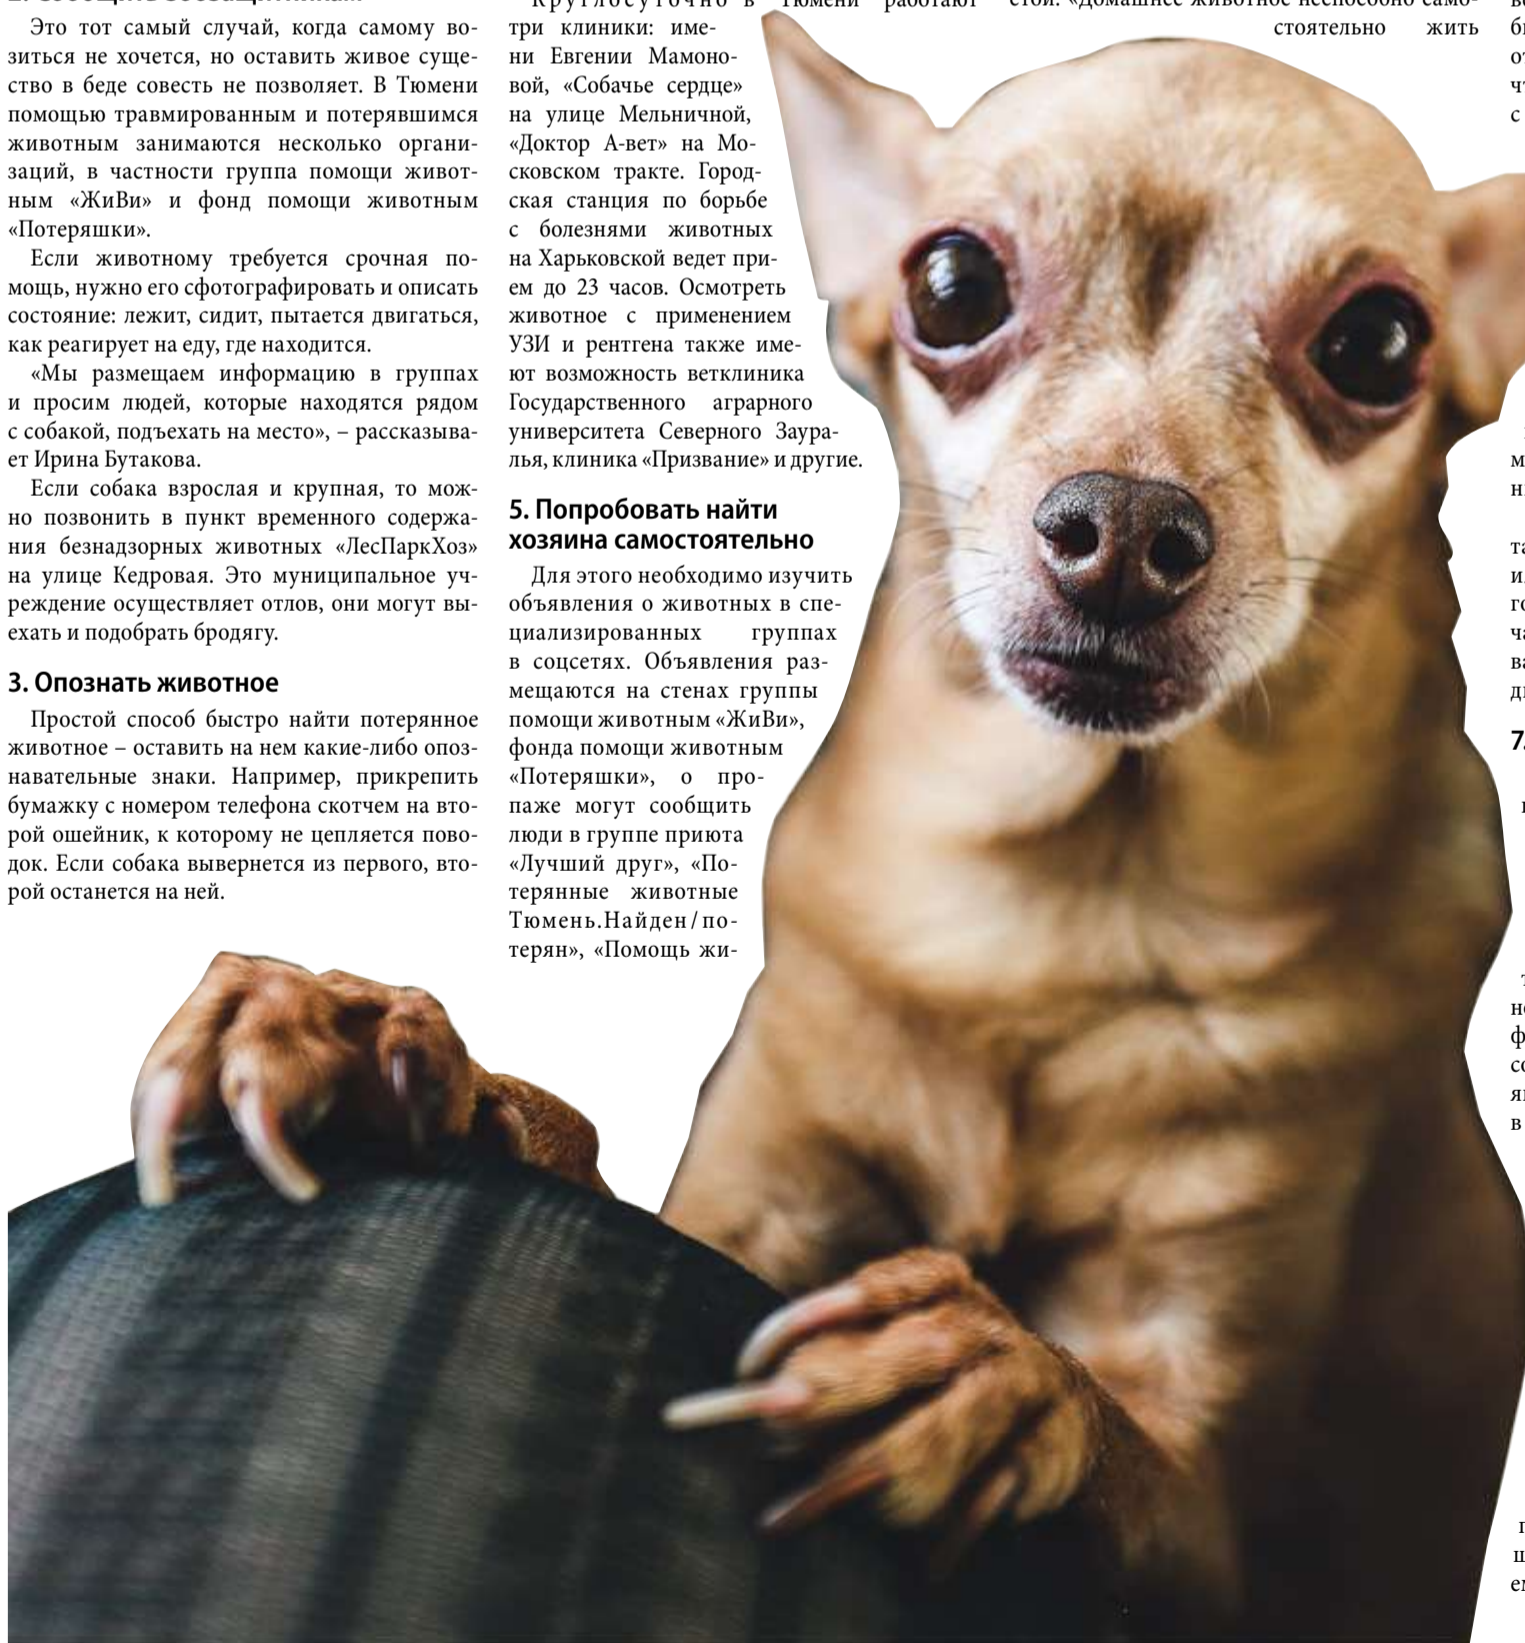 2. Сообщить зоозащитникам
Это тот самый случай, когда самому во-
зиться не хочется, но оставить живое суще-
ство в беде совесть не позволяет. В Тюмени
помощью травмированным и потерявшимся
животным занимаются несколько органи-
заций, в частности группа помощи живот-
ным «ЖиВи» и фонд помощи животным
«Потеряшки».
Если животному требуется срочная по-
мощь, нужно его сфотографировать и описать
состояние: лежит, сидит, пытается двигаться,
как реагирует на еду, где находится.
«Мы размещаем информацию в группах
и просим людей, которые находятся рядом
с собакой, подъехать на место», – рассказыва-
ет Ирина Бутакова.
Если собака взрослая и крупная, то мож-
но позвонить в пункт временного содержа-
ния безнадзорных животных «ЛесПаркХоз»
на улице Кедровая. Это муниципальное уч-
реждение осуществляет отлов, они могут вы-
ехать и подобрать бродягу.
3. Опознать животное
Простой способ быстро найти потерянное
животное – оставить на нем какие-либо опоз-
навательные знаки. Например, прикрепить
бумажку с номером телефона скотчем на вто-
рой ошейник, к которому не цепляется пово-
док. Если собака вывернется из первого, вто-
рой останется на ней.
Круглосуточно в Тюмени работают
три клиники: име-
ни Евгении Мамоно-
вой, «Собачье сердце»
на улице Мельничной,
«Доктор А-вет» на Мо-
сковском тракте. Город-
ская станция по борьбе
с болезнями животных
на Харьковской ведет при-
ем до 23 часов. Осмотреть
животное с применением
УЗИ и рентгена также име-
ют возможность ветклиника
Государственного аграрного
университета Северного Заура-
лья, клиника «Призвание» и другие.
5. Попробовать найти
хозяина самостоятельно
Для этого необходимо изучить
объявления о животных в спе-
циализированных группах
в соцсетях. Объявления раз-
мещаются на стенах группы
помощи животным «ЖиВи»,
фонда помощи животным
«Потеряшки», о про-
паже могут сообщить
люди в группе приюта
«Лучший друг», «По-
терянные животные
Тюмень.Найден/по-
терян», «Помощь жи-
стой. «Домашнее животное неспособно само-
стоятельно жить
с
7.
в